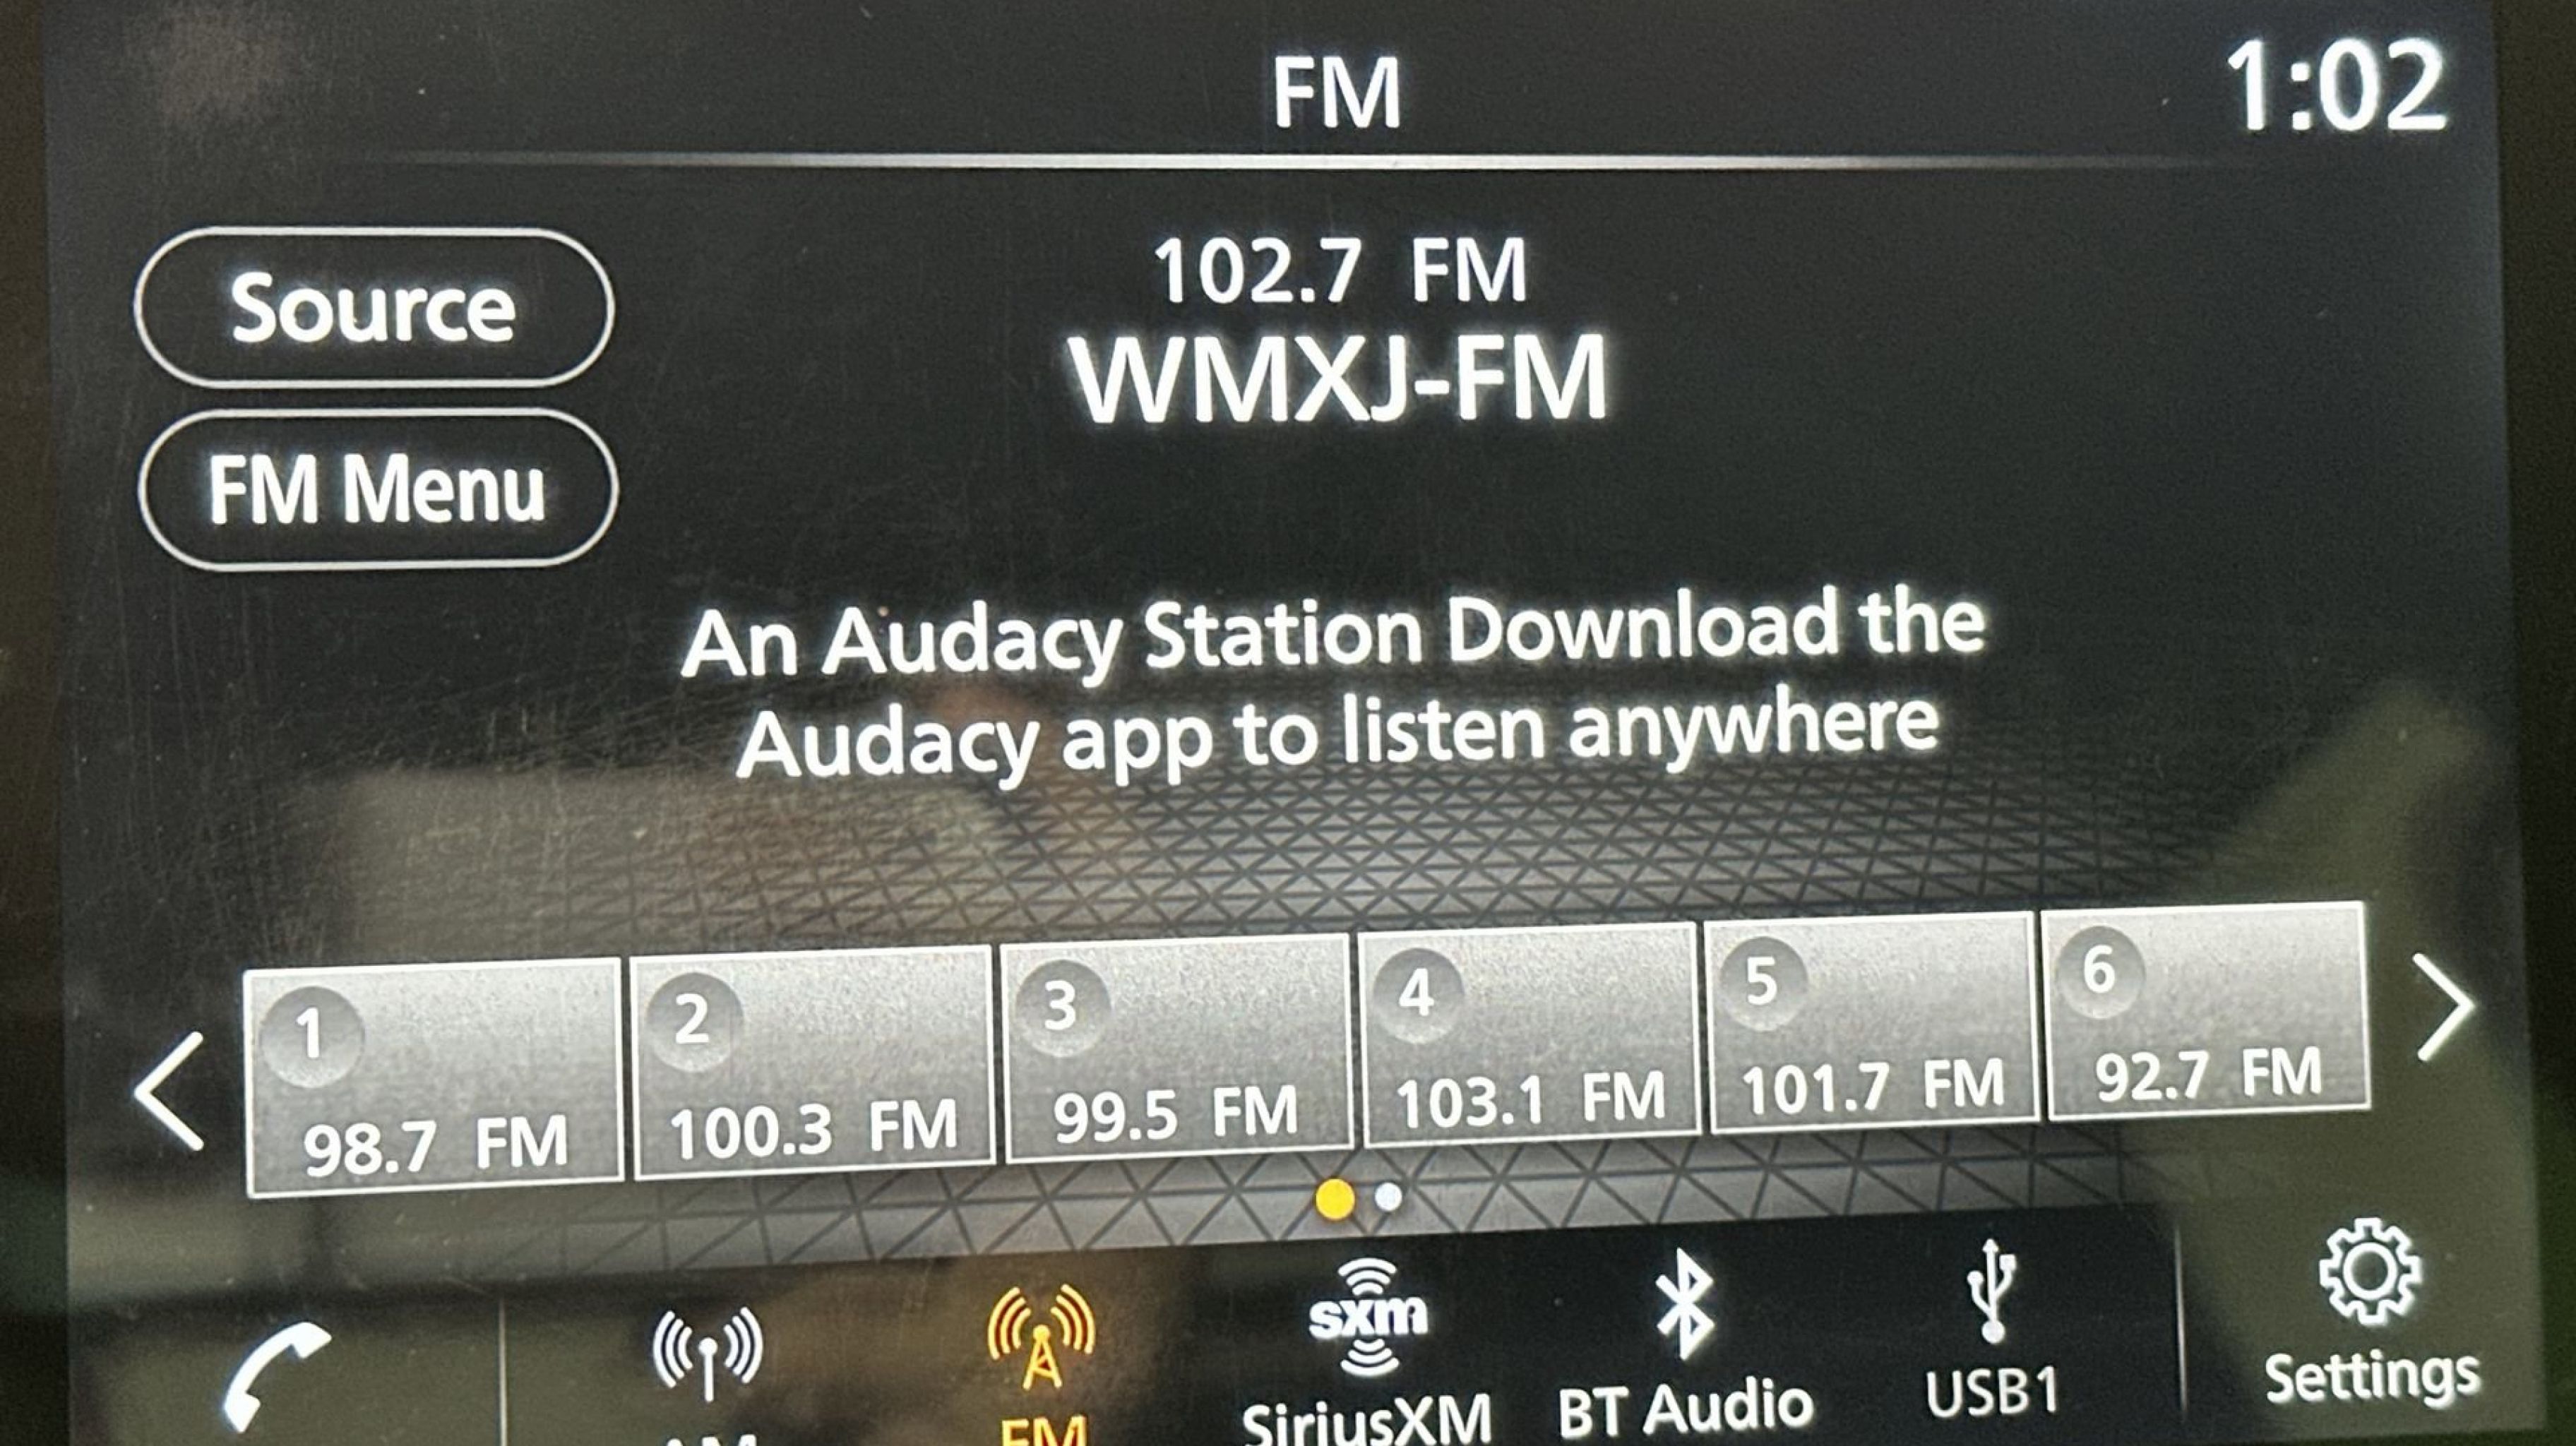 FM
1:02
Source
102.7 FM
WMXJ-FM
FM Menu
An Audacy Station Download the
Audacy app to listen anywhere
1
98.7 FM
2
100.3 FM
3
99.5 FM
4
103.1 FM
5
101.7 FM
6
92.7 FM
AM
FM
sxm
SiriusXM
BT Audio
USB1
Settings